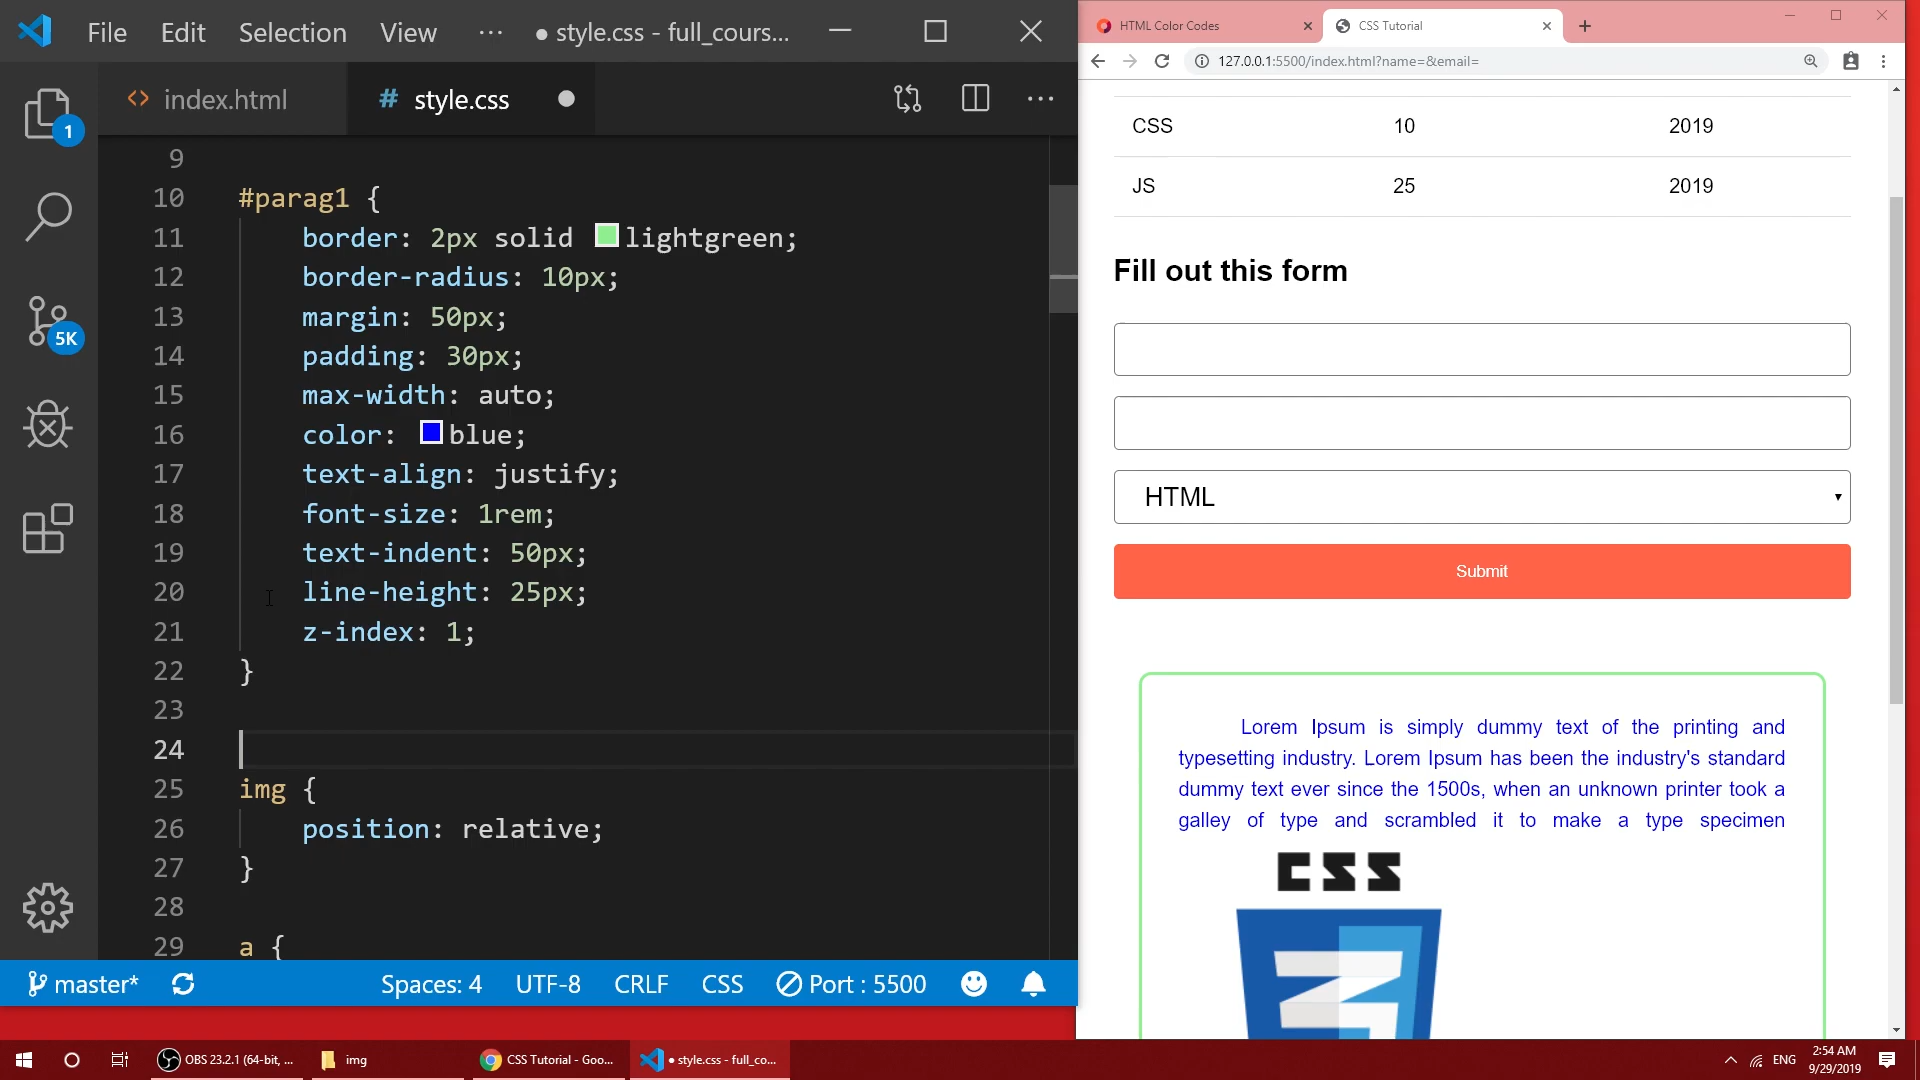 File Edit Selection View ··· ● style.css - full_cours...
index.html # style.css ●
1
5K
9
10 #parag1 {
11 border: 2px solid lightgreen;
12 border-radius: 10px;
13 margin: 50px;
14 padding: 30px;
15 max-width: auto;
16 color: blue;
17 text-align: justify;
18 font-size: 1rem;
19 text-indent: 50px;
20 line-height: 25px;
21 z-index: 1;
22 }
23
24
25 img {
26 position: relative;
27 }
28
29 a {
master* Spaces: 4 UTF-8 CRLF CSS Port : 5500
HTML Color Codes CSS Tutorial
127.0.0.1:5500/index.html?name=&email=
CSS 10 2019
JS 25 2019
Fill out this form
HTML
Submit
Lorem Ipsum is simply dummy text of the printing and
typesetting industry. Lorem Ipsum has been the industry's standard
dummy text ever since the 1500s, when an unknown printer took a
galley of type and scrambled it to make a type specimen
CSS
OBS 23.2.1 (64-bit, ... img CSS Tutorial - Goo... ● style.css - full_co... ENG 2:54 AM
9/29/2019